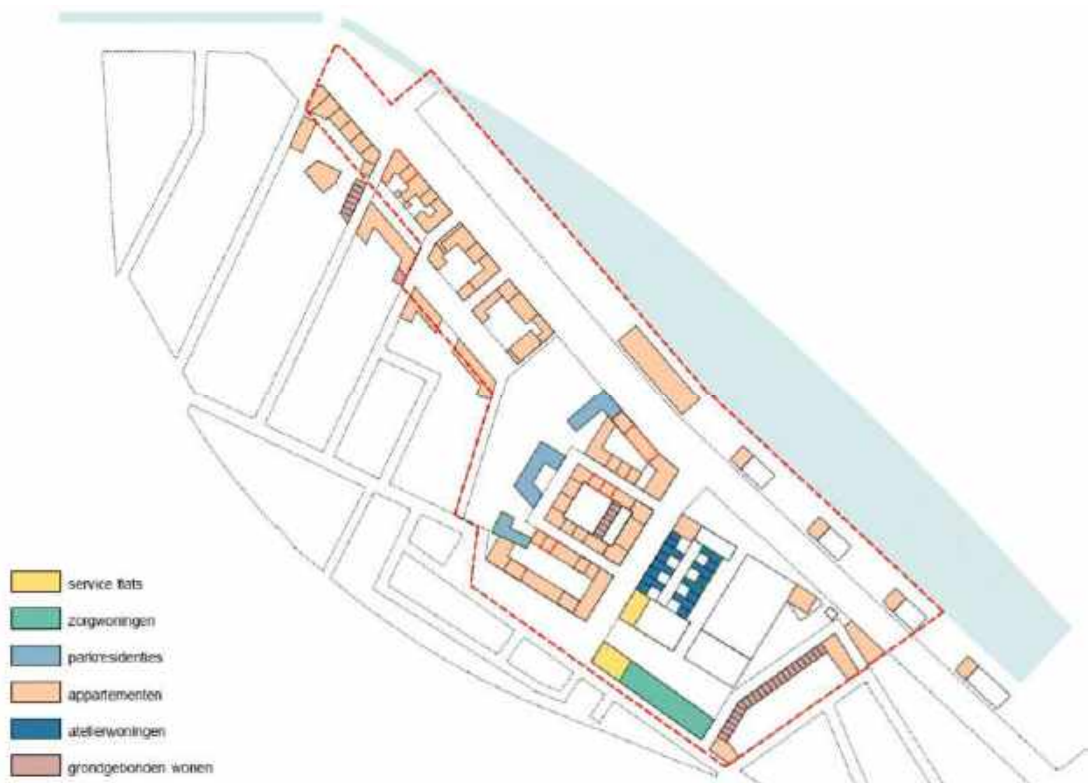 service flats
zorgwoningen
parkresidenties
appartementen
atelierwoningen
grondgebonden wonen